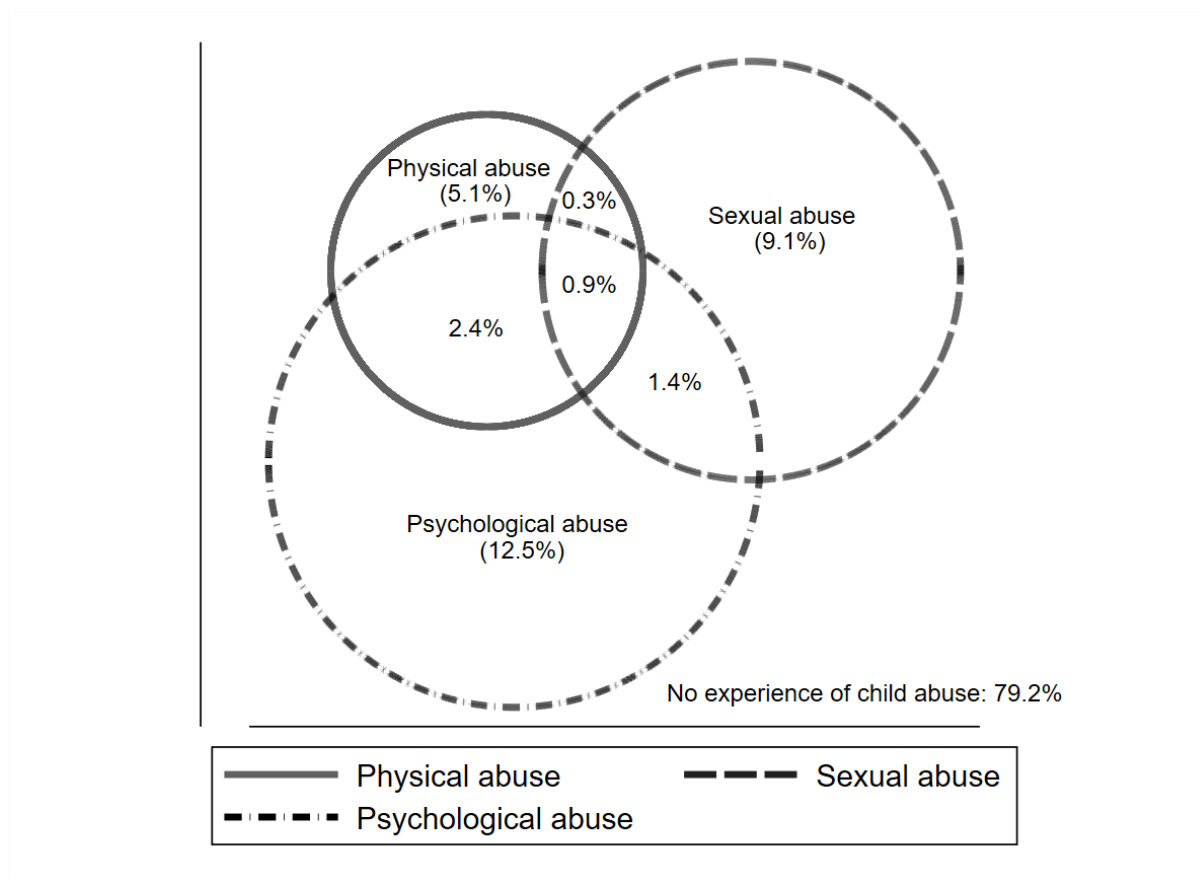 Physical abuse
(5.1%)
0.3%
Sexual abuse
(9.1%)
0.9%
2.4%
1.4%
Psychological abuse
(12.5%)
No experience of child abuse: 79.2%
Physical abuse
Sexual abuse
Psychological abuse